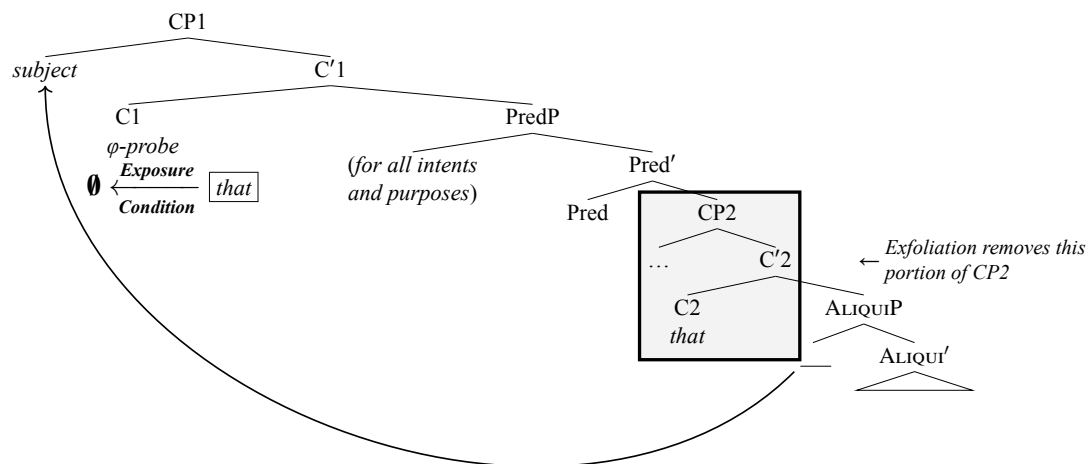 CP1
subject
C′1
C1
PredP
φ-probe
(for all intents
and purposes)
Pred′
∅ Exposure that
Condition
Pred
CP2
… C′2
← Exfoliation removes this
portion of CP2
C2
that
ALIQUIP
—
ALIQUI′